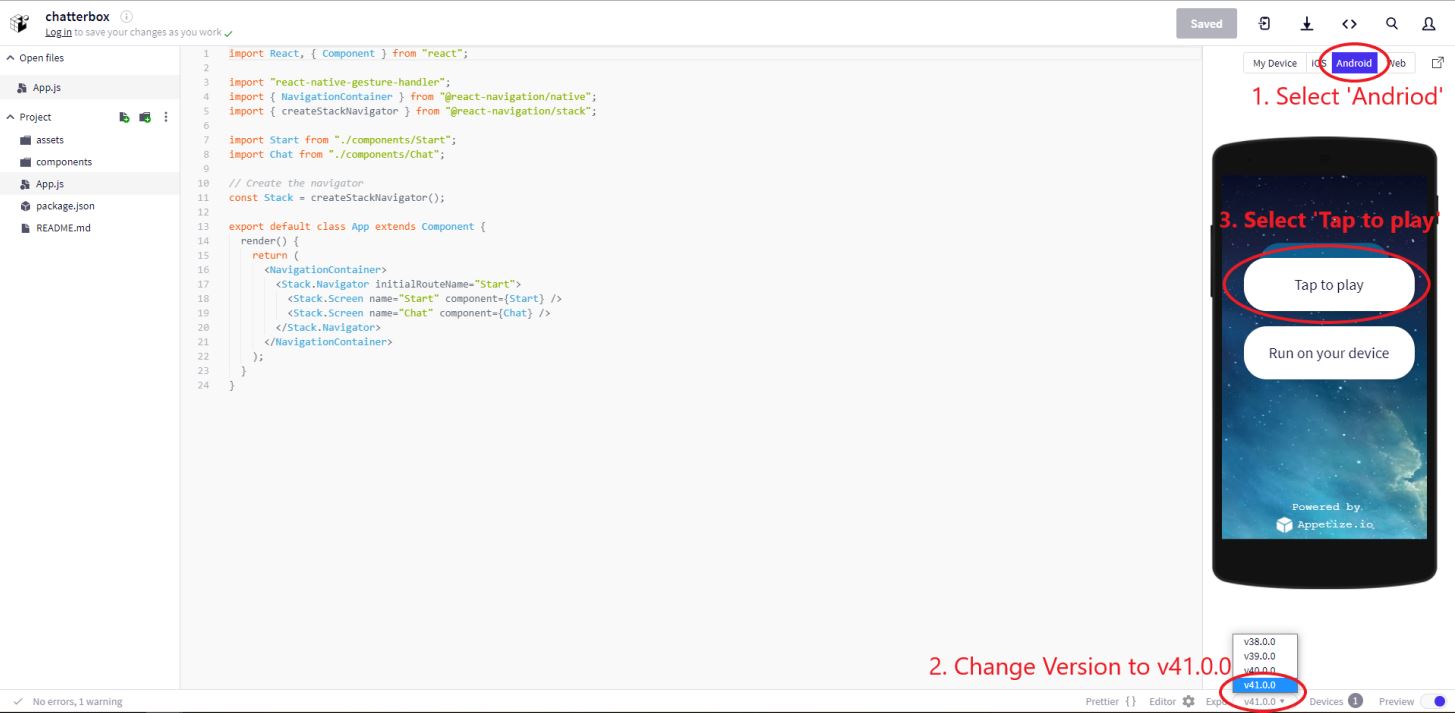 chatterbox
Log in to save your changes as you work
Saved
Open files
App.js
Project
assets
components
App.js
package.json
README.md
1 import React, { Component } from "react";
2
3 import "react-native-gesture-handler";
4 import { NavigationContainer } from "@react-navigation/native";
5 import { createStackNavigator } from "@react-navigation/stack";
6
7 import Start from "./components/Start";
8 import Chat from "./components/Chat";
9
10 // Create the navigator
11 const Stack = createStackNavigator();
12
13 export default class App extends Component {
14 render() {
15 return (
16 <NavigationContainer>
17 <Stack.Navigator initialRouteName="Start">
18 <Stack.Screen name="Start" component={Start} />
19 <Stack.Screen name="Chat" component={Chat} />
20 </Stack.Navigator>
21 </NavigationContainer>
22 );
23 }
24 }
My Device iOS Android Web
1. Select 'Andriod'
3. Select 'Tap to play'
Tap to play
Run on your device
Powered by
Appetize.io
2. Change Version to v41.0.0
v38.0.0
v39.0.0
v40.0.0
v41.0.0
No errors, 1 warning
Prettier { } Editor Expo v41.0.0 Devices 1 Preview